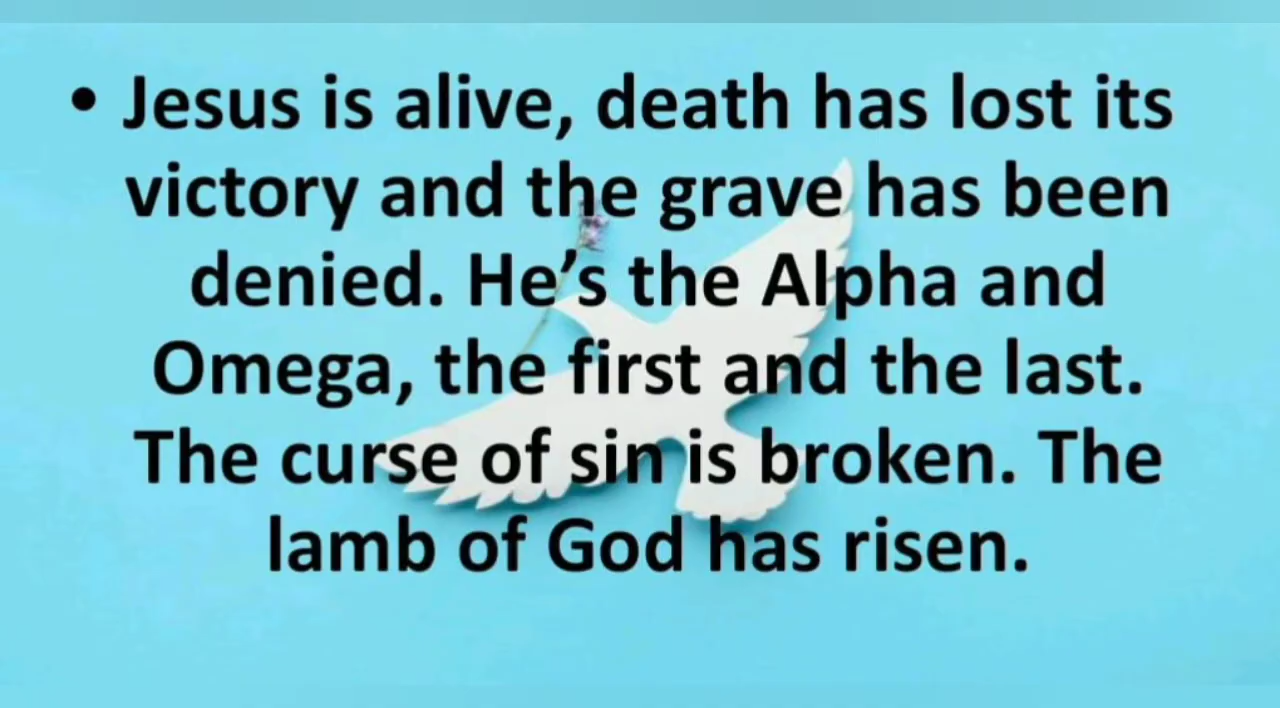 • Jesus is alive, death has lost its
victory and the grave has been
denied. He’s the Alpha and
Omega, the first and the last.
The curse of sin is broken. The
lamb of God has risen.